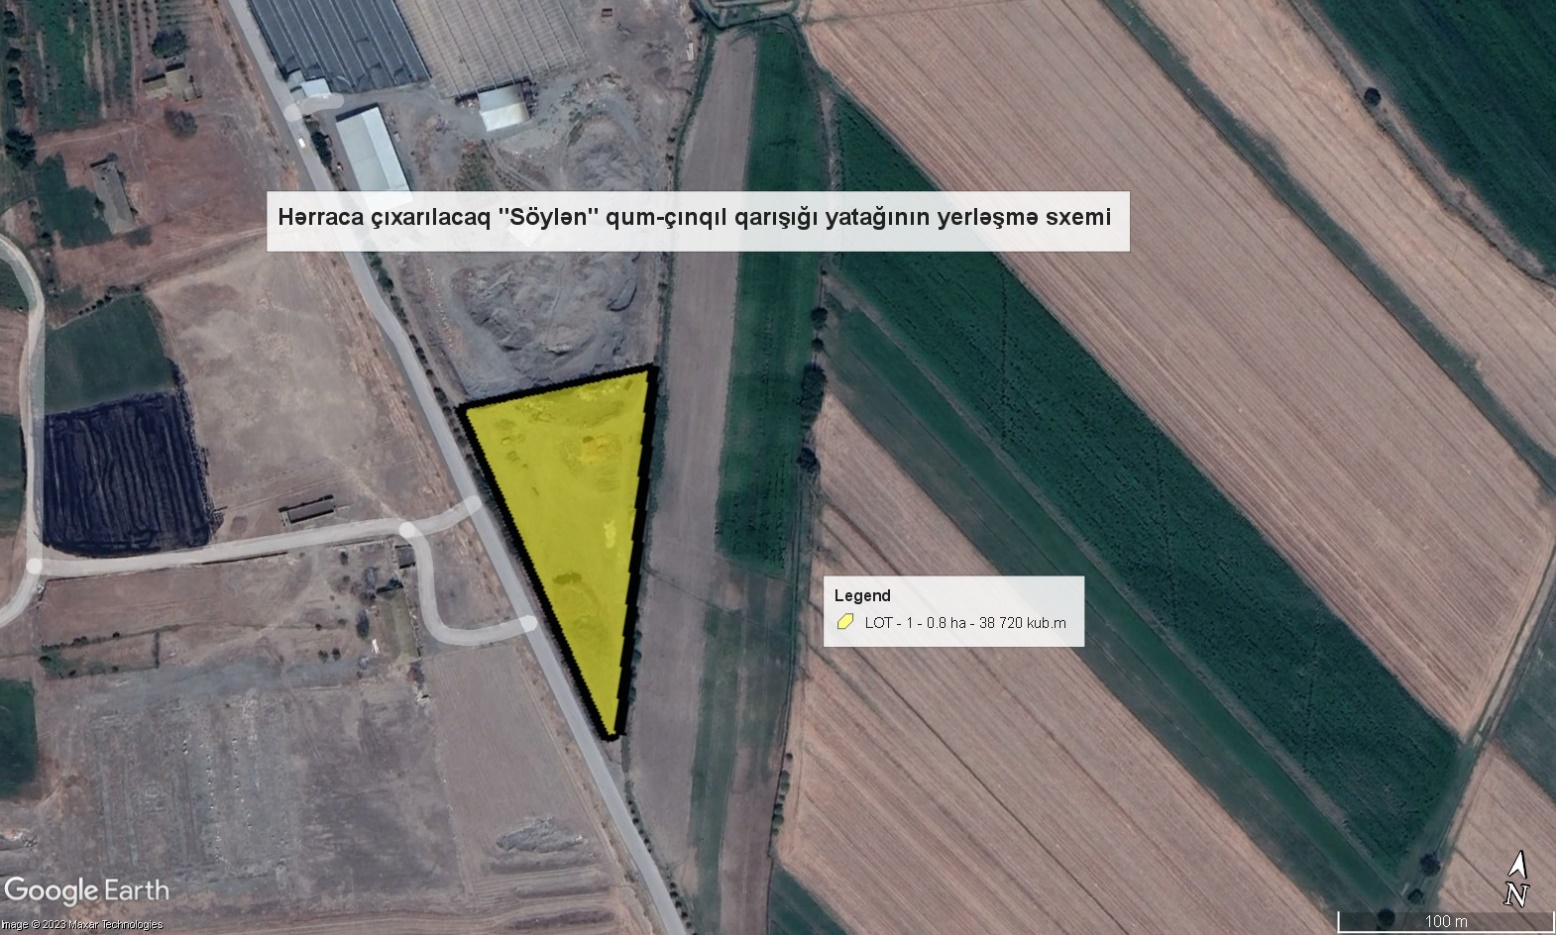 Hərraca çıxarılacaq "Söylən" qum-çınqıl qarışığı yatağının yerləşmə sxemi
Legend
LOT - 1 - 0.8 ha - 38 720 kub.m
Google Earth
Image © 2023 Maxar Technologies
N
100 m